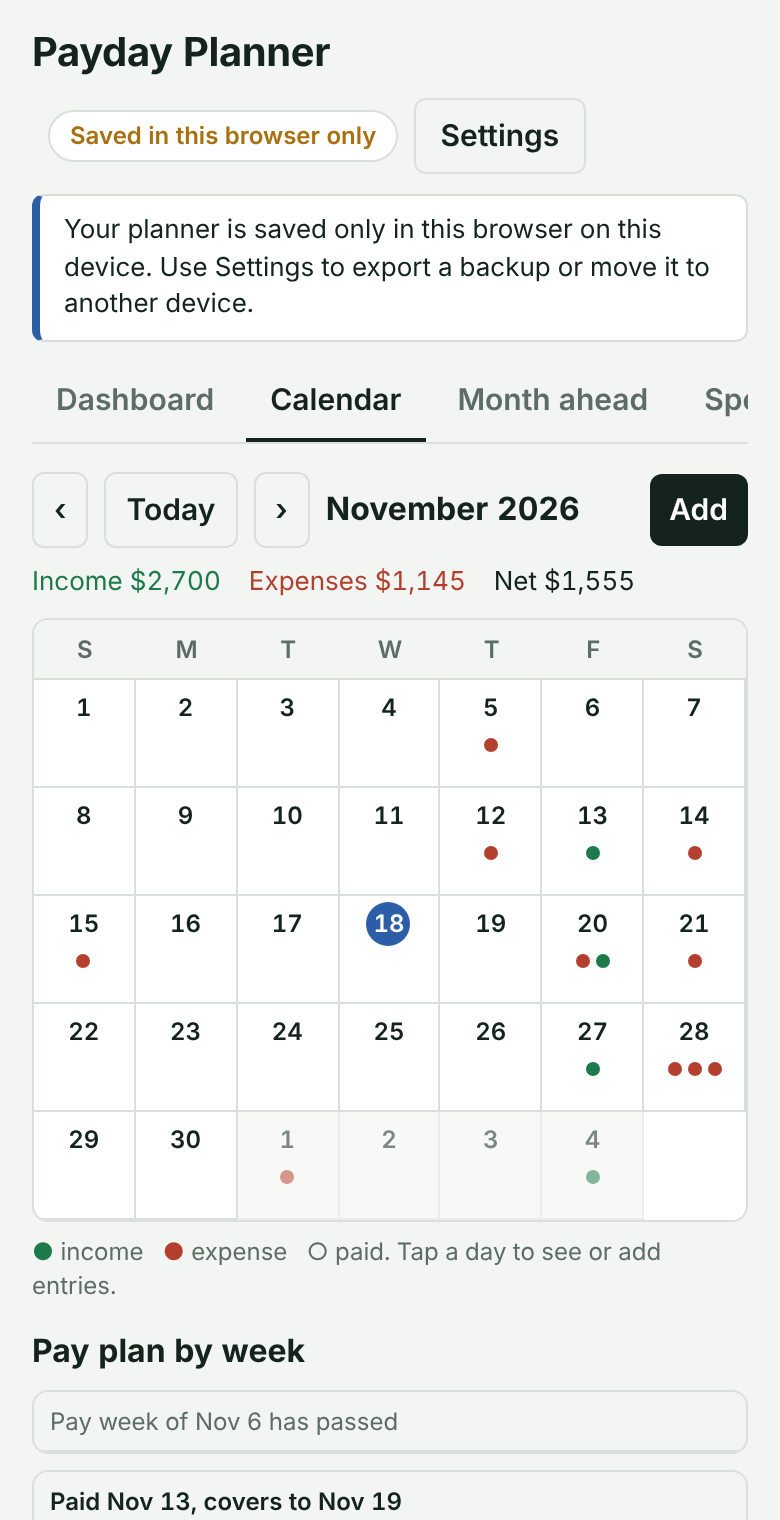 Payday Planner
Saved in this browser only
Settings
Your planner is saved only in this browser on this
device. Use Settings to export a backup or move it to
another device.
Dashboard Calendar Month ahead Spe
‹ Today › November 2026 Add
Income $2,700 Expenses $1,145 Net $1,555
S M T W T F S
1 2 3 4 5 6 7
8 9 10 11 12 13 14
15 16 17 18 19 20 21
22 23 24 25 26 27 28
29 30 1 2 3 4
income expense paid. Tap a day to see or add
entries.
Pay plan by week
Pay week of Nov 6 has passed
Paid Nov 13, covers to Nov 19